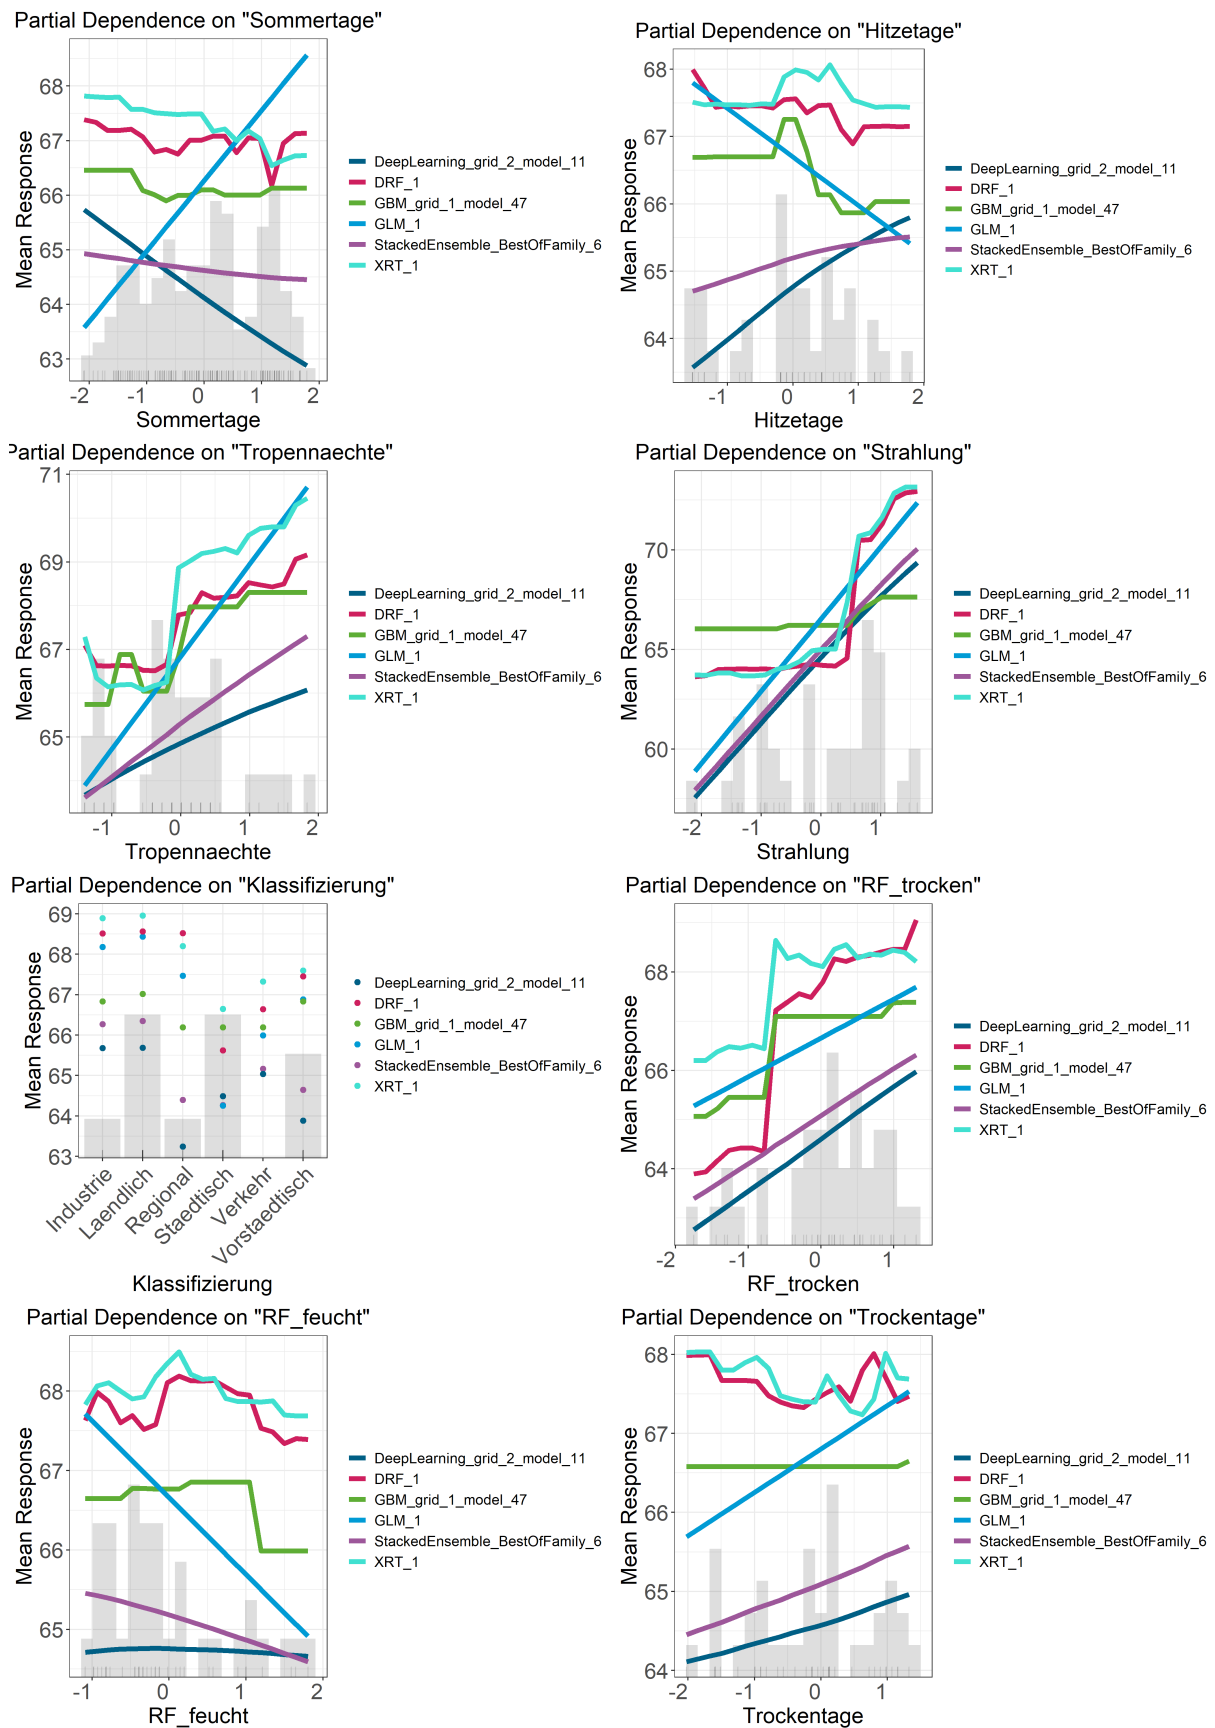 Partial Dependence on "Sommertage"
Mean Response
68
67
66
65
64
63
-2
-1
0
1
2
Sommertage
DeepLearning_grid_2_model_11
DRF_1
GBM_grid_1_model_47
GLM_1
StackedEnsemble_BestOfFamily_6
XRT_1
Partial Dependence on "Hitzetage"
Mean Response
68
67
66
65
64
-1
0
1
2
Hitzetage
DeepLearning_grid_2_model_11
DRF_1
GBM_grid_1_model_47
GLM_1
StackedEnsemble_BestOfFamily_6
XRT_1
Partial Dependence on "Tropennaechte"
Mean Response
71
69
67
65
-1
0
1
2
Tropennaechte
DeepLearning_grid_2_model_11
DRF_1
GBM_grid_1_model_47
GLM_1
StackedEnsemble_BestOfFamily_6
XRT_1
Partial Dependence on "Strahlung"
Mean Response
70
65
60
-2
-1
0
1
Strahlung
DeepLearning_grid_2_model_11
DRF_1
GBM_grid_1_model_47
GLM_1
StackedEnsemble_BestOfFamily_6
XRT_1
Partial Dependence on "Klassifizierung"
Mean Response
69
68
67
66
65
64
63
Industrie
Laendlich
Regional
Staedtisch
Verkehr
Vorstaedtisch
Klassifizierung
DeepLearning_grid_2_model_11
DRF_1
GBM_grid_1_model_47
GLM_1
StackedEnsemble_BestOfFamily_6
XRT_1
Partial Dependence on "RF_trocken"
Mean Response
68
66
64
-2
-1
0
1
RF_trocken
DeepLearning_grid_2_model_11
DRF_1
GBM_grid_1_model_47
GLM_1
StackedEnsemble_BestOfFamily_6
XRT_1
Partial Dependence on "RF_feucht"
Mean Response
68
67
66
65
-1
0
1
2
RF_feucht
DeepLearning_grid_2_model_11
DRF_1
GBM_grid_1_model_47
GLM_1
StackedEnsemble_BestOfFamily_6
XRT_1
Partial Dependence on "Trockentage"
Mean Response
68
67
66
65
64
-2
-1
0
1
Trockentage
DeepLearning_grid_2_model_11
DRF_1
GBM_grid_1_model_47
GLM_1
StackedEnsemble_BestOfFamily_6
XRT_1